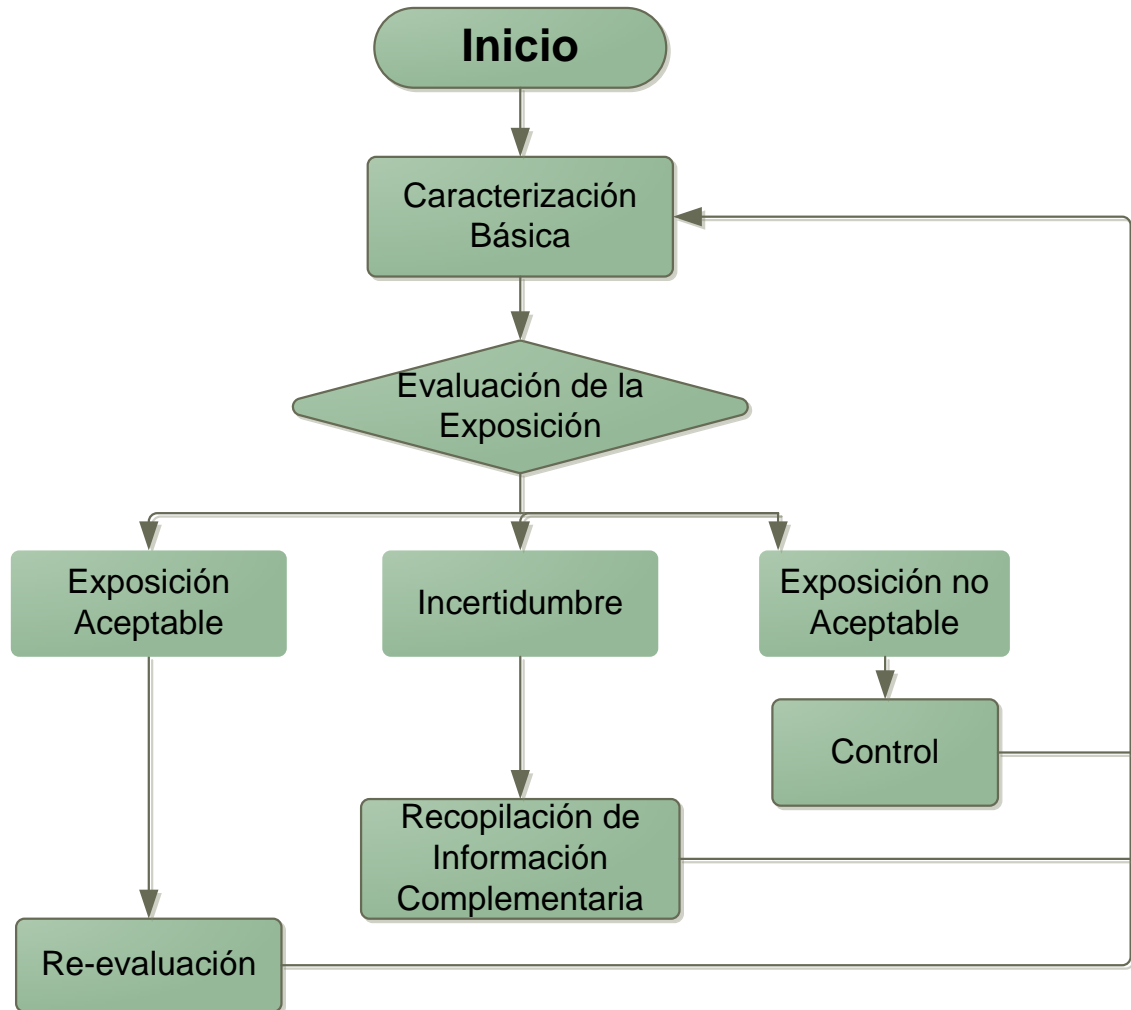 Inicio
Caracterización
Básica
Evaluación de la
Exposición
Exposición
Aceptable
Incertidumbre
Exposición no
Aceptable
Control
Recopilación de
Información
Complementaria
Re-evaluación